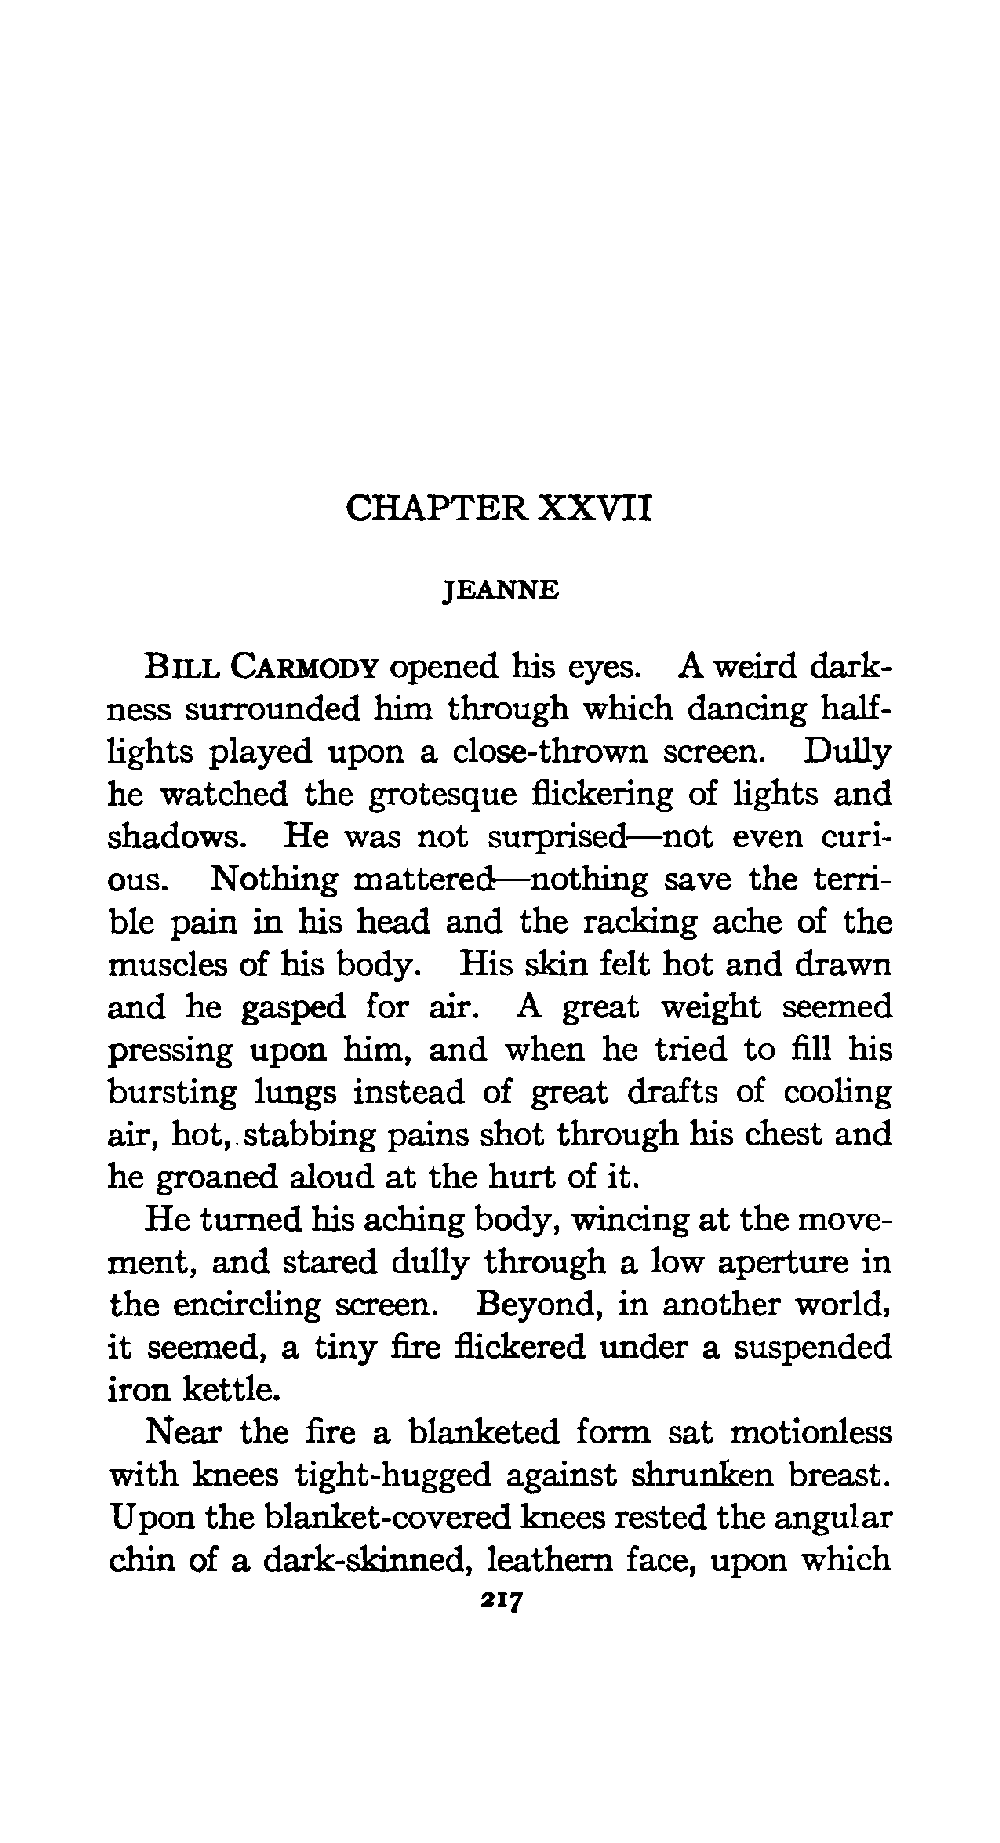 CHAPTER XXVII
JEANNE
BILL CARMODY opened his eyes. A weird dark-
ness surrounded him through which dancing half-
lights played upon a close-thrown screen. Dully
he watched the grotesque flickering of lights and
shadows. He was not surprised—not even curi-
ous. Nothing mattered—nothing save the terri-
ble pain in his head and the racking ache of the
muscles of his body. His skin felt hot and drawn
and he gasped for air. A great weight seemed
pressing upon him, and when he tried to fill his
bursting lungs instead of great drafts of cooling
air, hot, stabbing pains shot through his chest and
he groaned aloud at the hurt of it.
He turned his aching body, wincing at the move-
ment, and stared dully through a low aperture in
the encircling screen. Beyond, in another world,
it seemed, a tiny fire flickered under a suspended
iron kettle.
Near the fire a blanketed form sat motionless
with knees tight-hugged against shrunken breast.
Upon the blanket-covered knees rested the angular
chin of a dark-skinned, leathern face, upon which
217